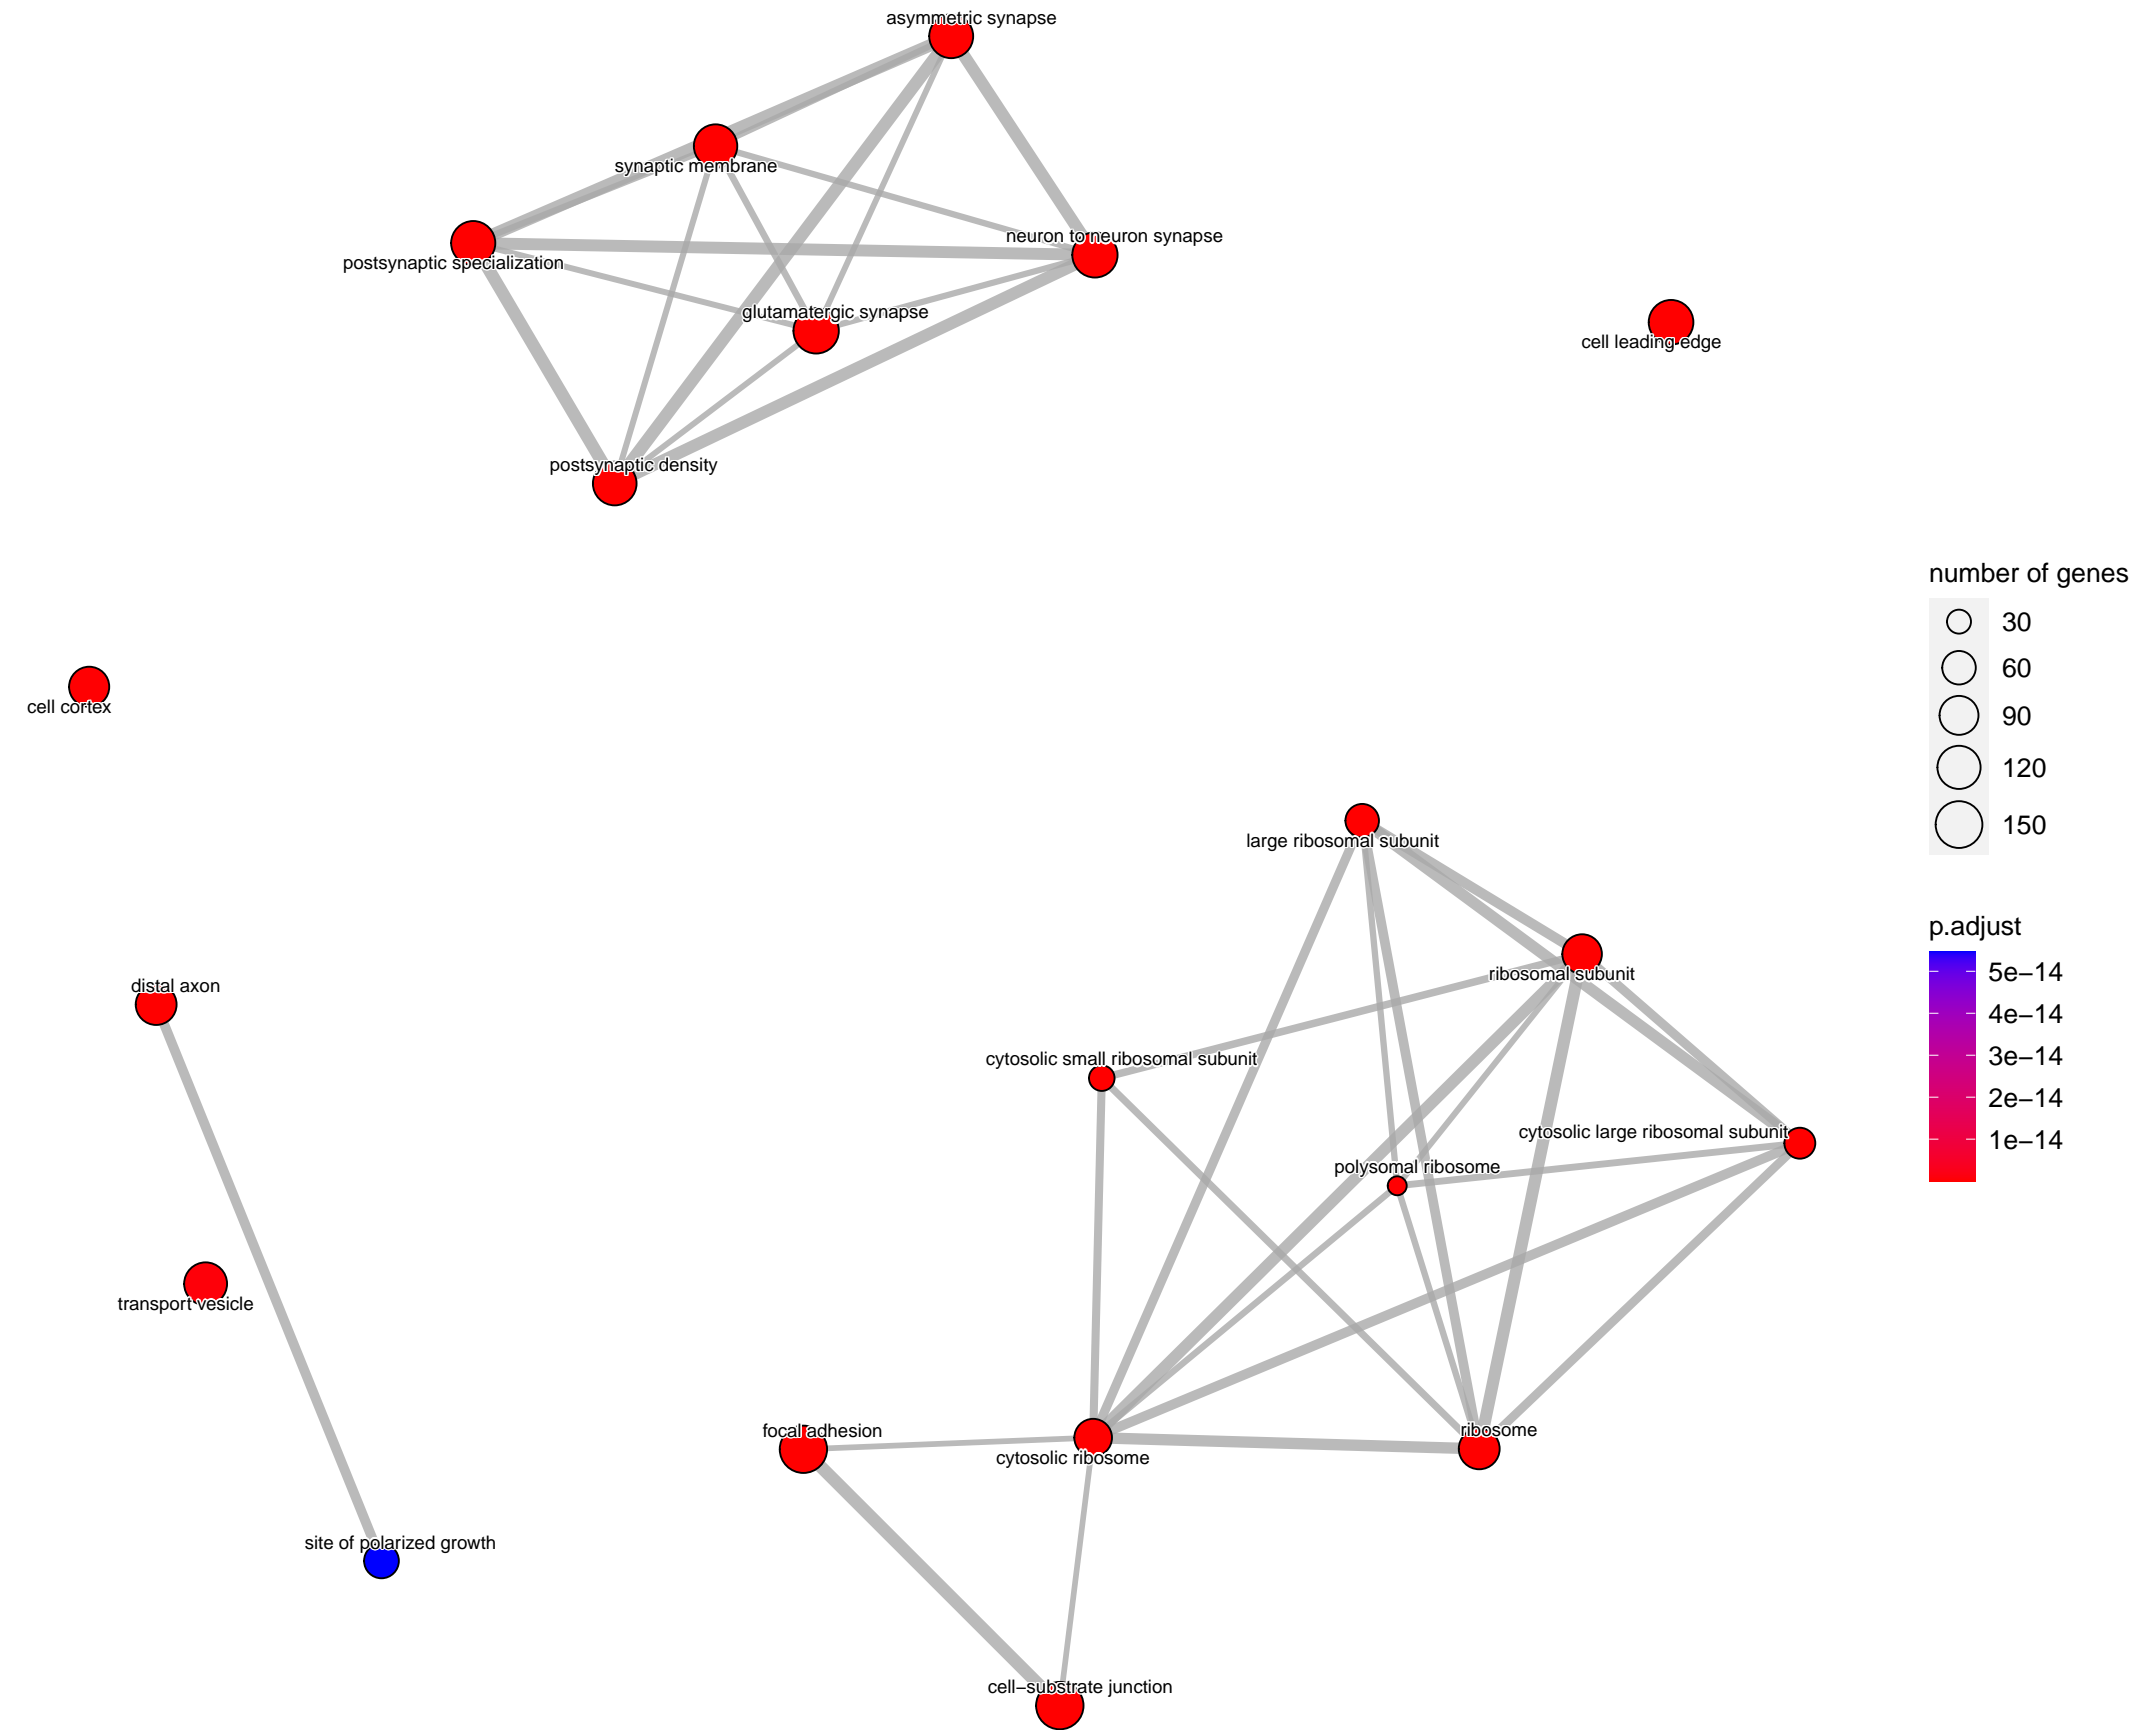 asymmetric synapse
synaptic membrane
neuron to neuron synapse
postsynaptic specialization
glutamatergic synapse
cell leading edge
postsynaptic density
number of genes
30
60
90
120
150
cell cortex
large ribosomal subunit
p.adjust
5e−14
4e−14
3e−14
2e−14
1e−14
ribosomal subunit
distal axon
cytosolic small ribosomal subunit
cytosolic large ribosomal subunit
polysomal ribosome
transport vesicle
focal adhesion
ribosome
cytosolic ribosome
site of polarized growth
cell−substrate junction